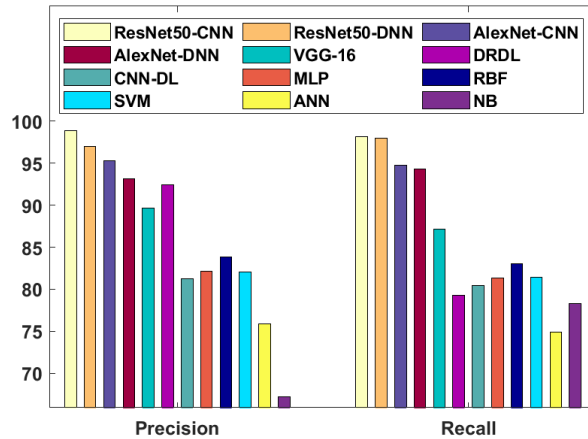 ResNet50-CNN ResNet50-DNN AlexNet-CNN
AlexNet-DNN VGG-16 DRDL
CNN-DL MLP RBF
SVM ANN NB
100
95
90
85
80
75
70
Precision Recall